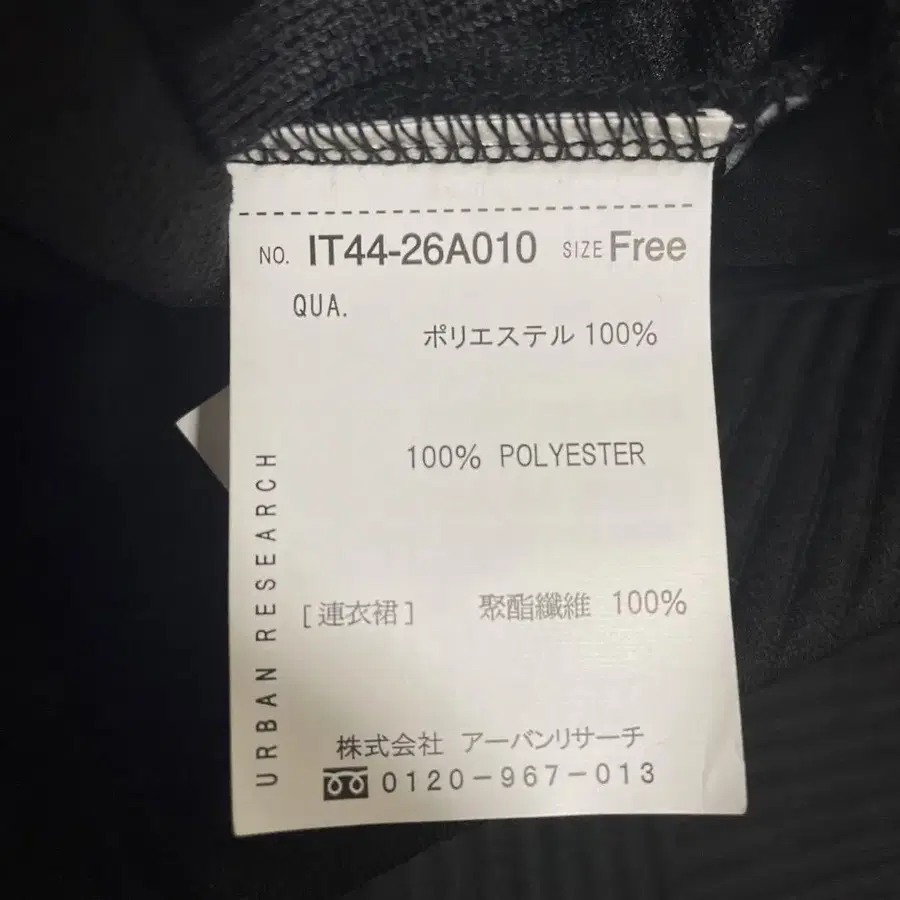 NO. IT44-26A010 SIZE Free
QUA.
ポリエステル 100%
100% POLYESTER
[連衣裙] 聚酯纖維 100%
URBAN RESEARCH
株式会社 アーバンリサーチ
0120-967-013